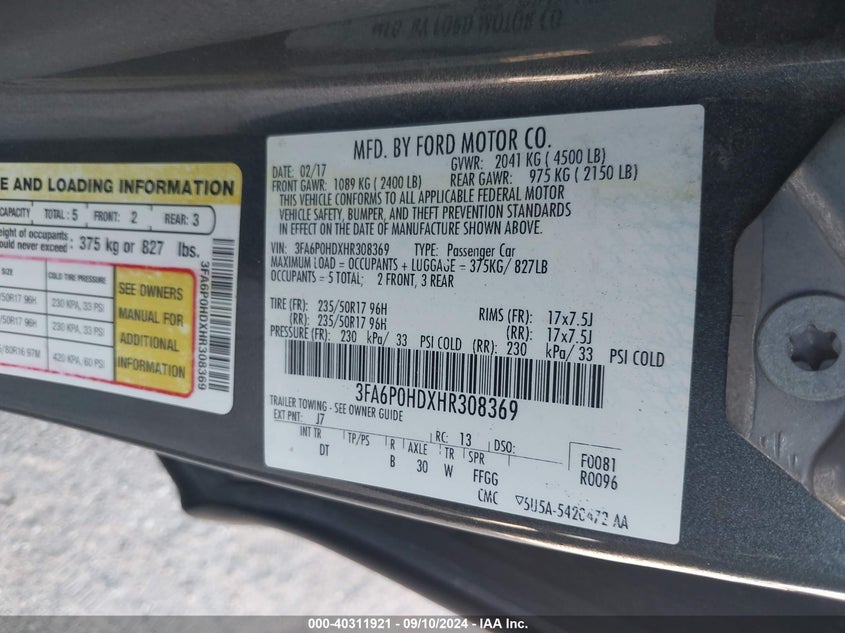 MFD. BY FORD MOTOR CO.
DATE: 02/17 GVWR: 2041 KG ( 4500 LB)
FRONT GAWR: 1089 KG ( 2400 LB) REAR GAWR: 975 KG ( 2150 LB)
THIS VEHICLE CONFORMS TO ALL APPLICABLE FEDERAL MOTOR
VEHICLE SAFETY, BUMPER, AND THEFT PREVENTION STANDARDS
IN EFFECT ON THE DATE OF MANUFACTURE SHOWN ABOVE.
VIN: 3FA6P0HDXHR308369 TYPE: Passenger Car
MAXIMUM LOAD = OCCUPANTS + LUGGAGE = 375KG/ 827LB
OCCUPANTS = 5 TOTAL; 2 FRONT, 3 REAR
TIRE (FR): 235/50R17 96H RIMS (FR): 17x7.5J
(RR): 235/50R17 96H (RR): 17x7.5J
PRESSURE (FR): 230 kPa/ 33 PSI COLD (RR): 230 kPa/ 33 PSI COLD
3FA6P0HDXHR308369
TRAILER TOWING - SEE OWNER GUIDE
EXT PNT: J7 RC: 13 DSO:
INT TR TP/PS R AXLE TR SPR F0081
DT B 30 W FFGG R0096
CMC 5U5A-5420472-AA
E AND LOADING INFORMATION
CAPACITY TOTAL : 5 FRONT: 2 REAR: 3
eight of occupants
ould never exceed : 375 kg or 827 lbs.
SIZE COLD TIRE PRESSURE SEE OWNERS
/50R17 96H 230 KPA, 33 PSI MANUAL FOR
/50R17 96H 230 KPA, 33 PSI ADDITIONAL
/80R16 97M 420 KPA, 60 PSI INFORMATION
3FA6P0HDXHR308369
000-40311921 - 09/10/2024 - IAA Inc.